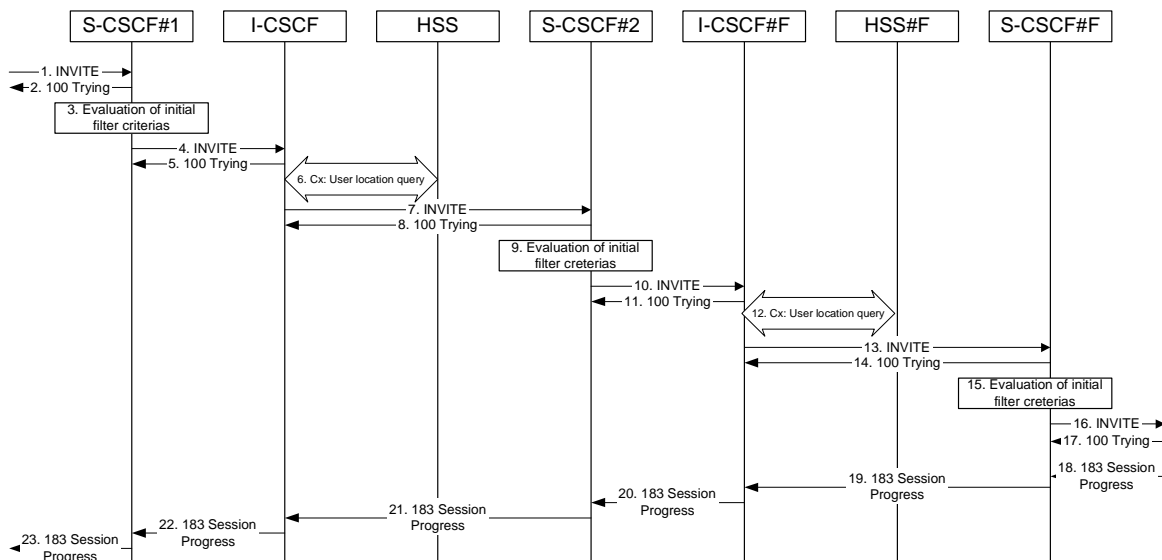 S-CSCF#1
I-CSCF
HSS
S-CSCF#2
I-CSCF#F
HSS#F
S-CSCF#F
1. INVITE
2. 100 Trying
3. Evaluation of initial
filter criterias
4. INVITE
5. 100 Trying
6. Cx: User location query
7. INVITE
8. 100 Trying
9. Evaluation of initial
filter creterias
10. INVITE
11. 100 Trying
12. Cx: User location query
13. INVITE
14. 100 Trying
15. Evaluation of initial
filter creterias
16. INVITE
17. 100 Trying
18. 183 Session
Progress
19. 183 Session
Progress
20. 183 Session
Progress
21. 183 Session
Progress
22. 183 Session
Progress
23. 183 Session
Progress